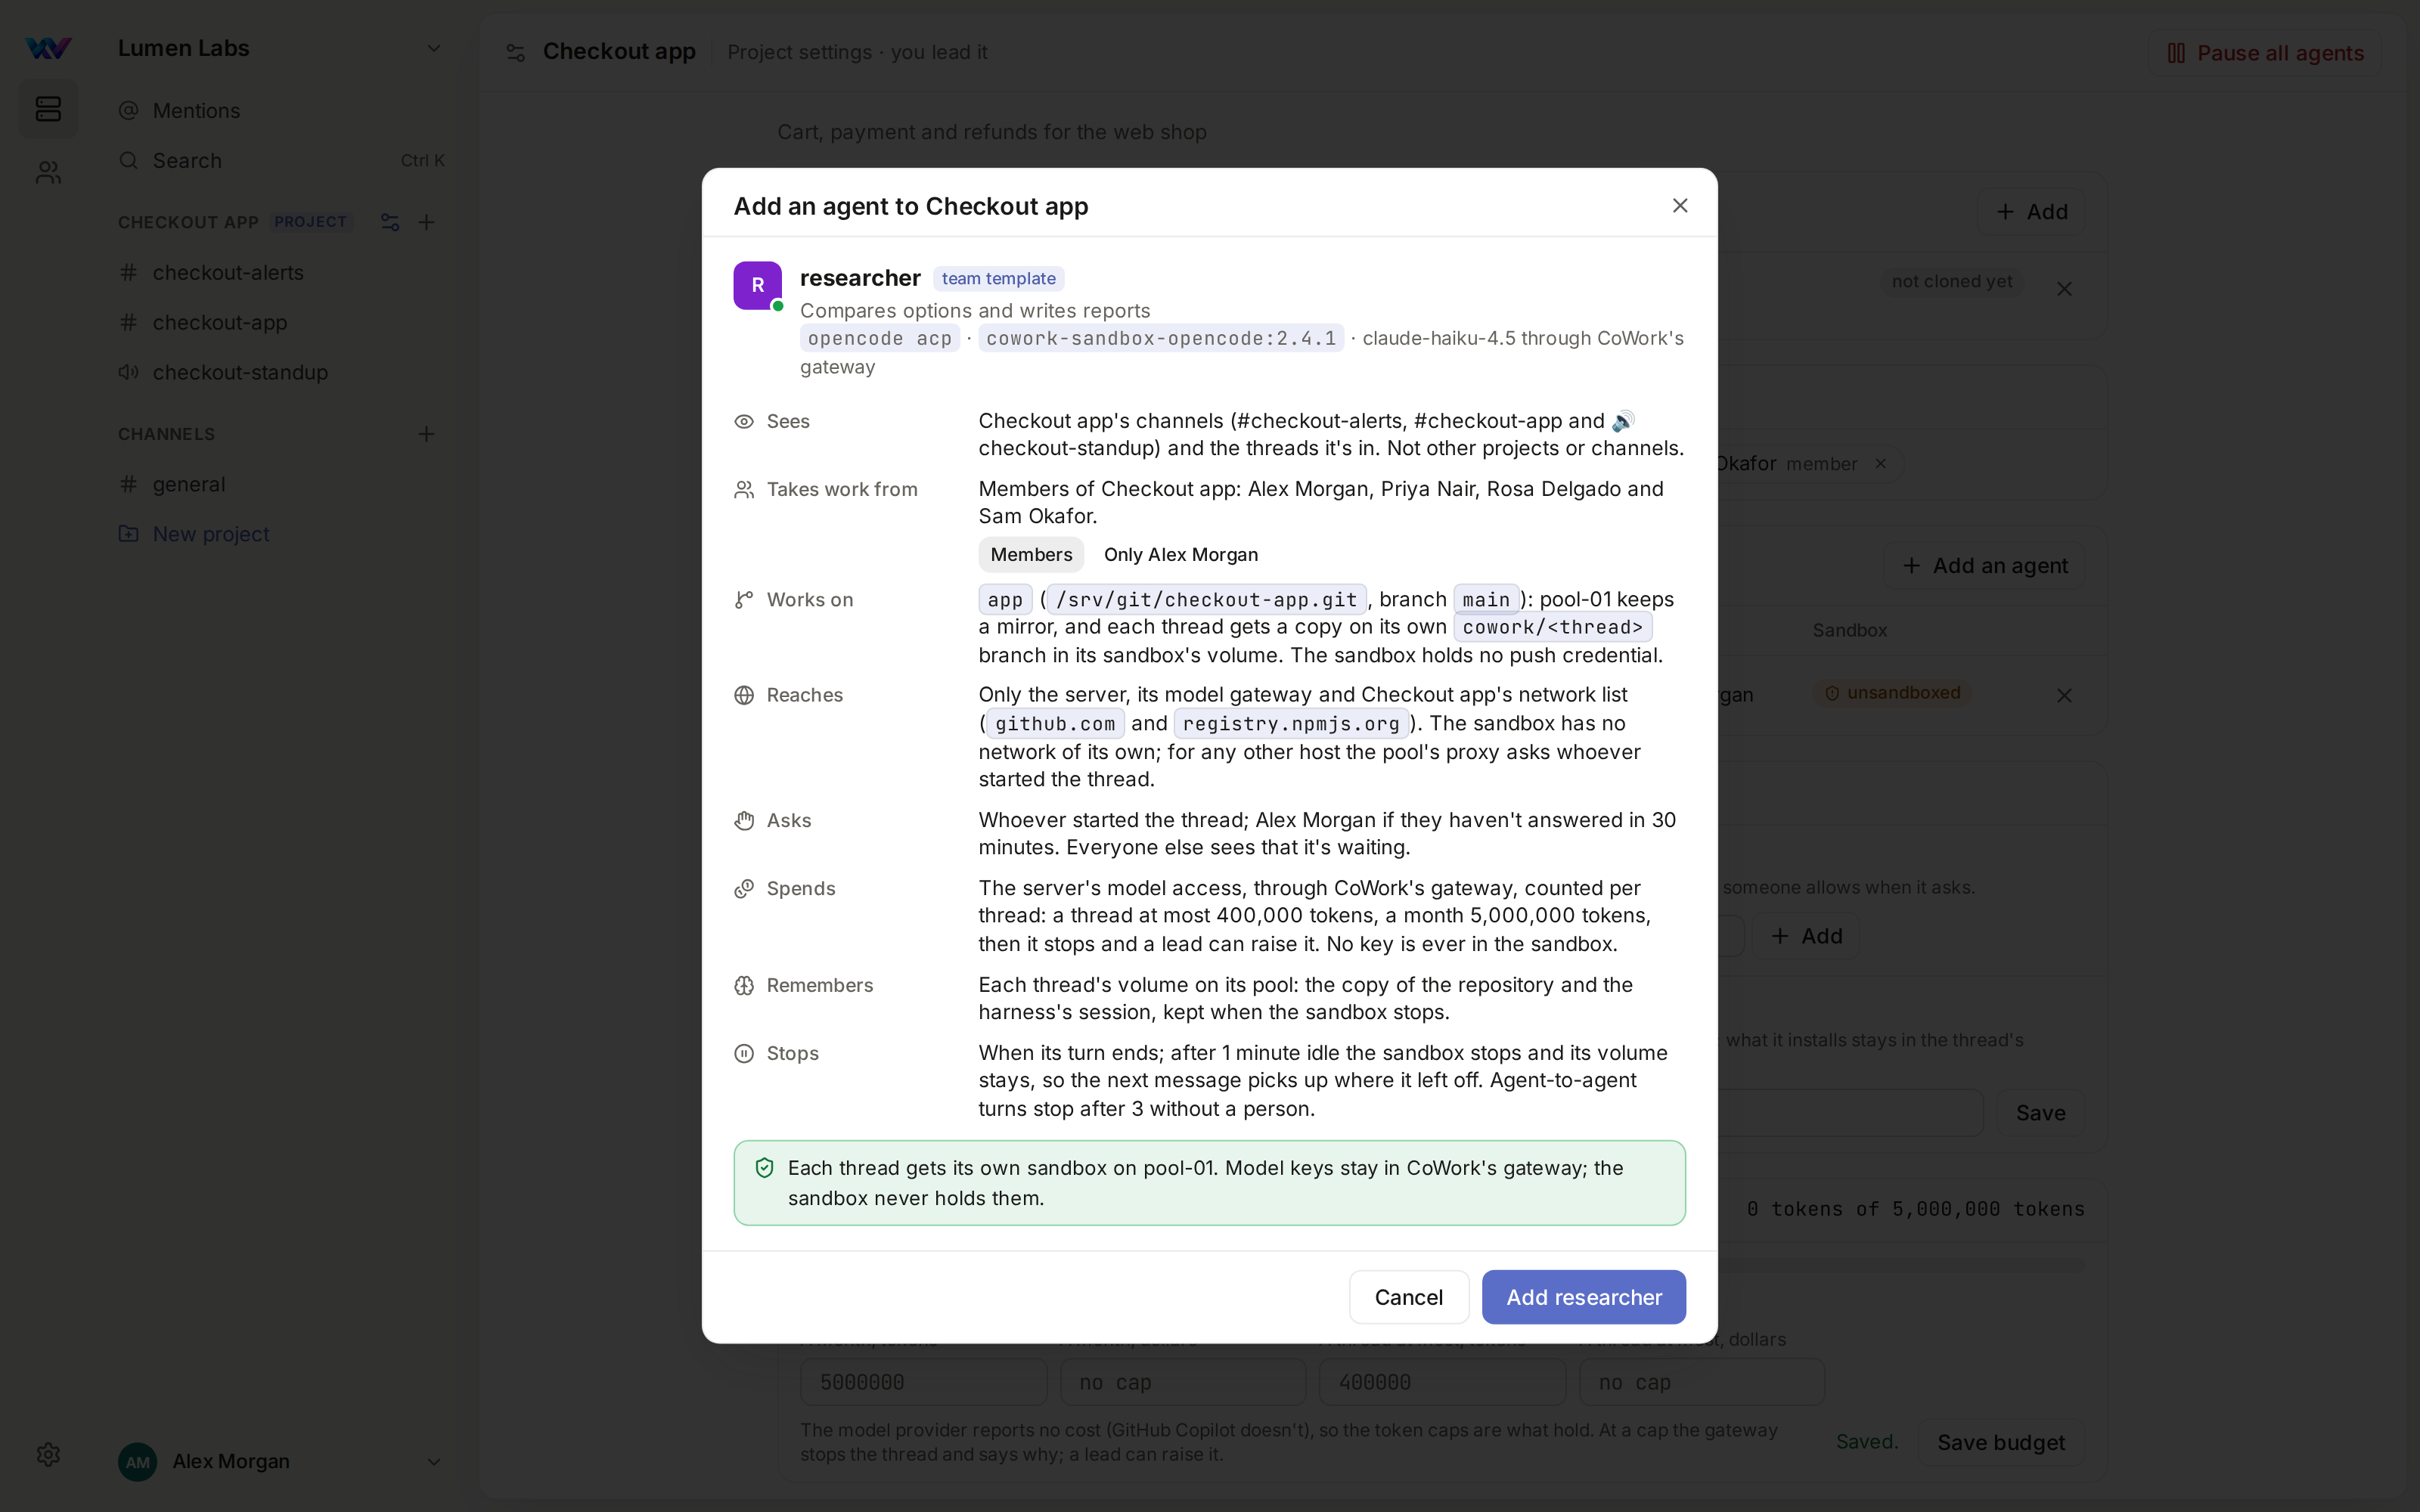 Lumen Labs
Mentions
Search Ctrl K
CHECKOUT APP PROJECT
checkout-alerts
checkout-app
checkout-standup
CHANNELS
general
New project
AM Alex Morgan
Checkout app Project settings · you lead it
Pause all agents
Cart, payment and refunds for the web shop
Add
not cloned yet
Okafor member
Add an agent
Sandbox
unsandboxed
someone allows when it asks.
Add
what it installs stays in the thread's
Save
0 tokens of 5,000,000 tokens
Add an agent to Checkout app
R
researcher team template
Compares options and writes reports
opencode acp · cowork-sandbox-opencode:2.4.1 · claude-haiku-4.5 through CoWork's
gateway
Sees
Checkout app's channels (#checkout-alerts, #checkout-app and 🔊
checkout-standup) and the threads it's in. Not other projects or channels.
Takes work from
Members of Checkout app: Alex Morgan, Priya Nair, Rosa Delgado and
Sam Okafor.
Members Only Alex Morgan
Works on
app (/srv/git/checkout-app.git, branch main): pool-01 keeps
a mirror, and each thread gets a copy on its own cowork/<thread>
branch in its sandbox's volume. The sandbox holds no push credential.
Reaches
Only the server, its model gateway and Checkout app's network list
(github.com and registry.npmjs.org). The sandbox has no
network of its own; for any other host the pool's proxy asks whoever
started the thread.
Asks
Whoever started the thread; Alex Morgan if they haven't answered in 30
minutes. Everyone else sees that it's waiting.
Spends
The server's model access, through CoWork's gateway, counted per
thread: a thread at most 400,000 tokens, a month 5,000,000 tokens,
then it stops and a lead can raise it. No key is ever in the sandbox.
Remembers
Each thread's volume on its pool: the copy of the repository and the
harness's session, kept when the sandbox stops.
Stops
When its turn ends; after 1 minute idle the sandbox stops and its volume
stays, so the next message picks up where it left off. Agent-to-agent
turns stop after 3 without a person.
Each thread gets its own sandbox on pool-01. Model keys stay in CoWork's gateway; the
sandbox never holds them.
Cancel Add researcher
dollars
5000000 no cap 400000 no cap
The model provider reports no cost (GitHub Copilot doesn't), so the token caps are what hold. At a cap the gateway
stops the thread and says why; a lead can raise it.
Saved. Save budget